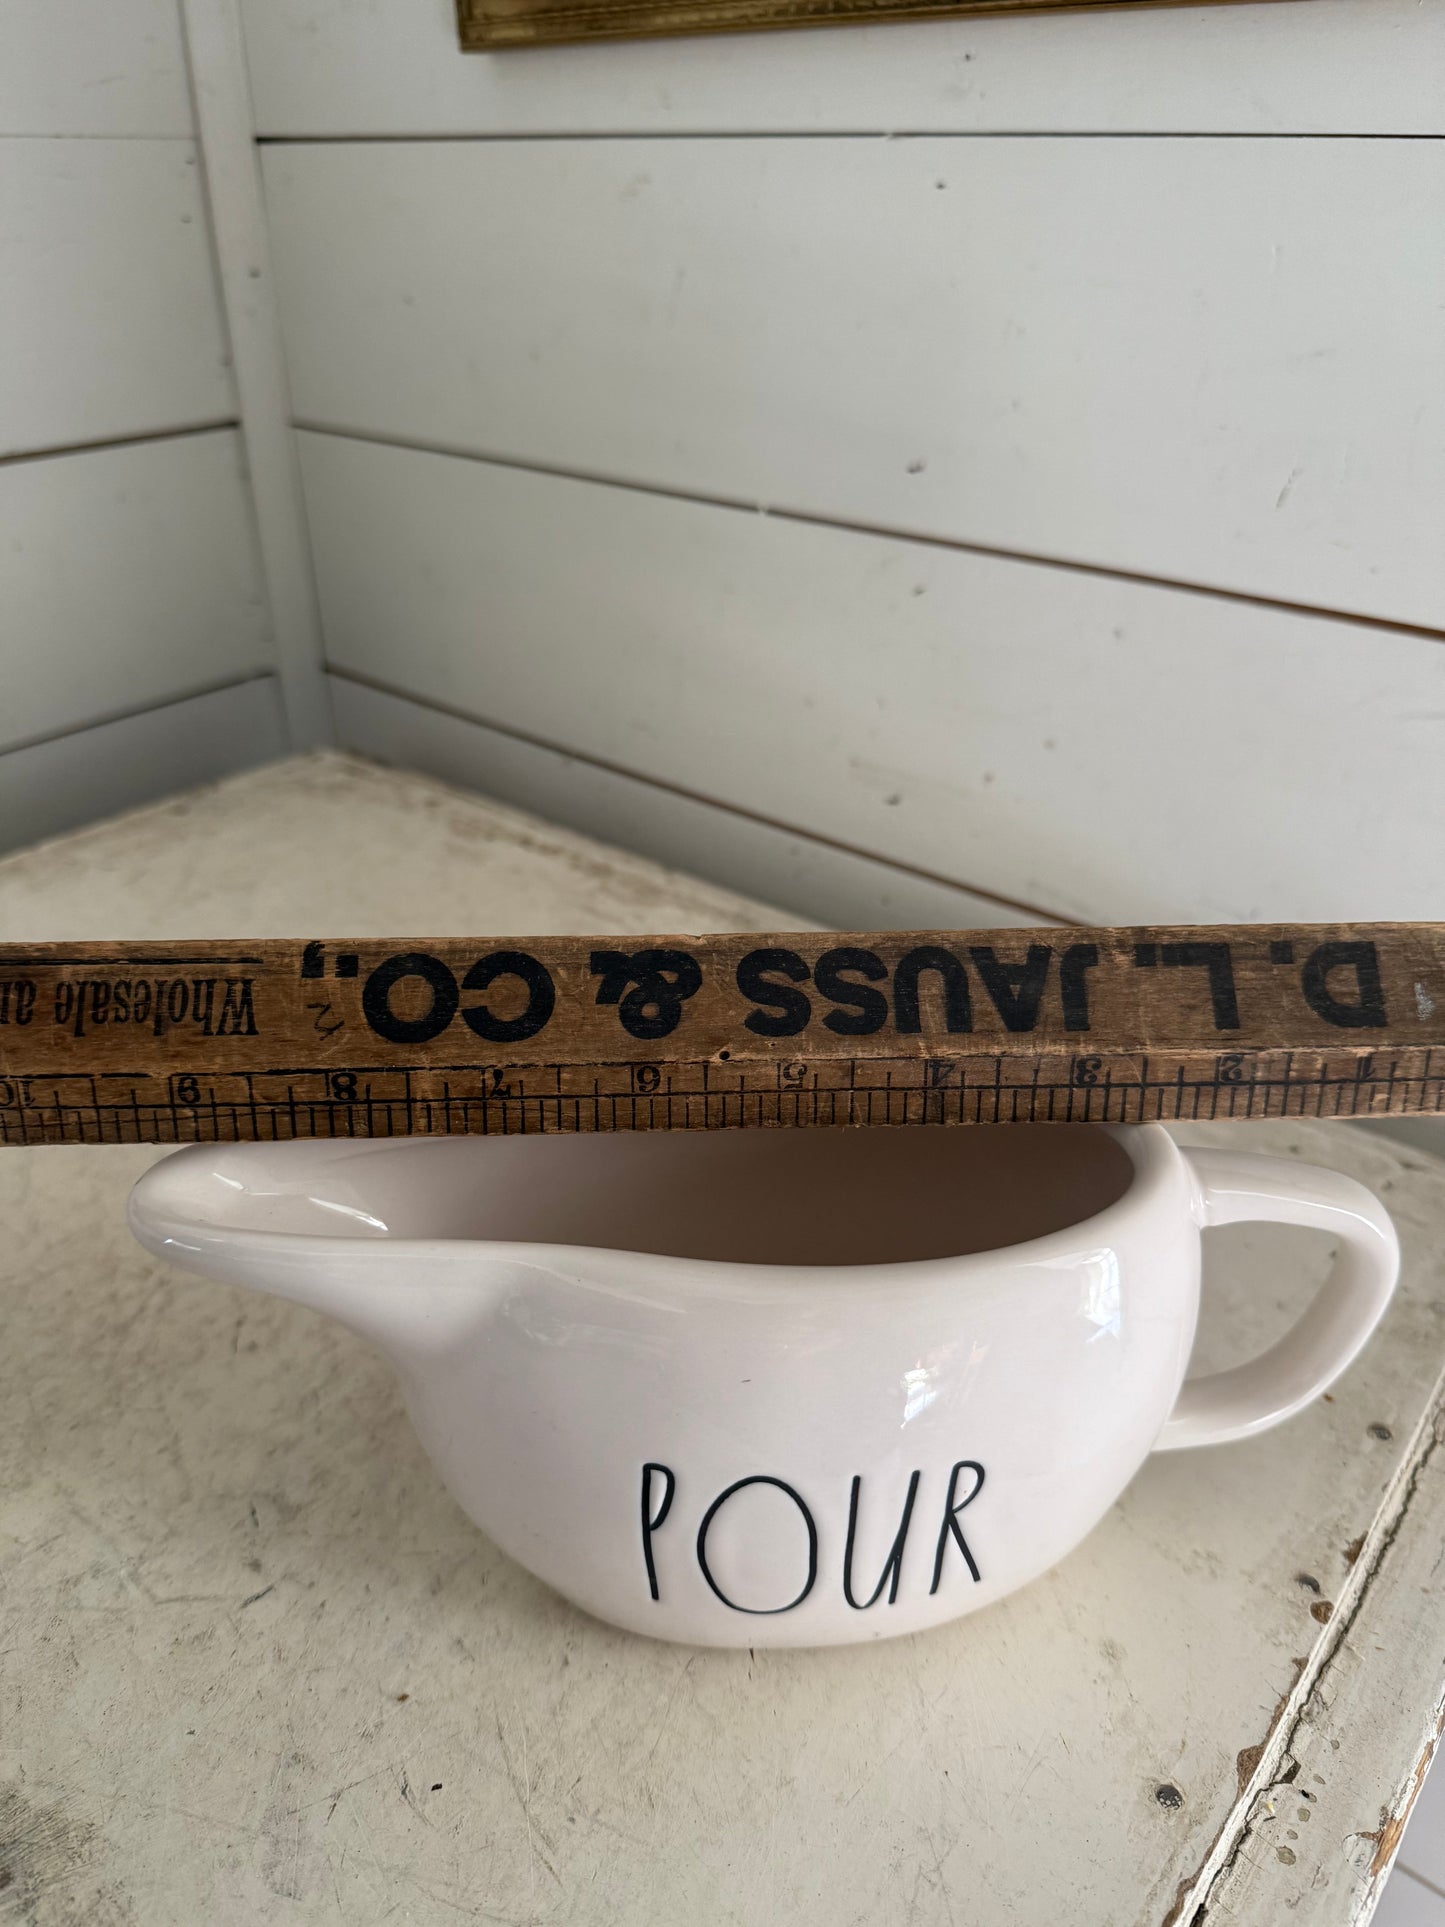 D. L. JAUSS & CO.,
Wholesale
1 2 3 4 5 6 7 8 9 10
POUR